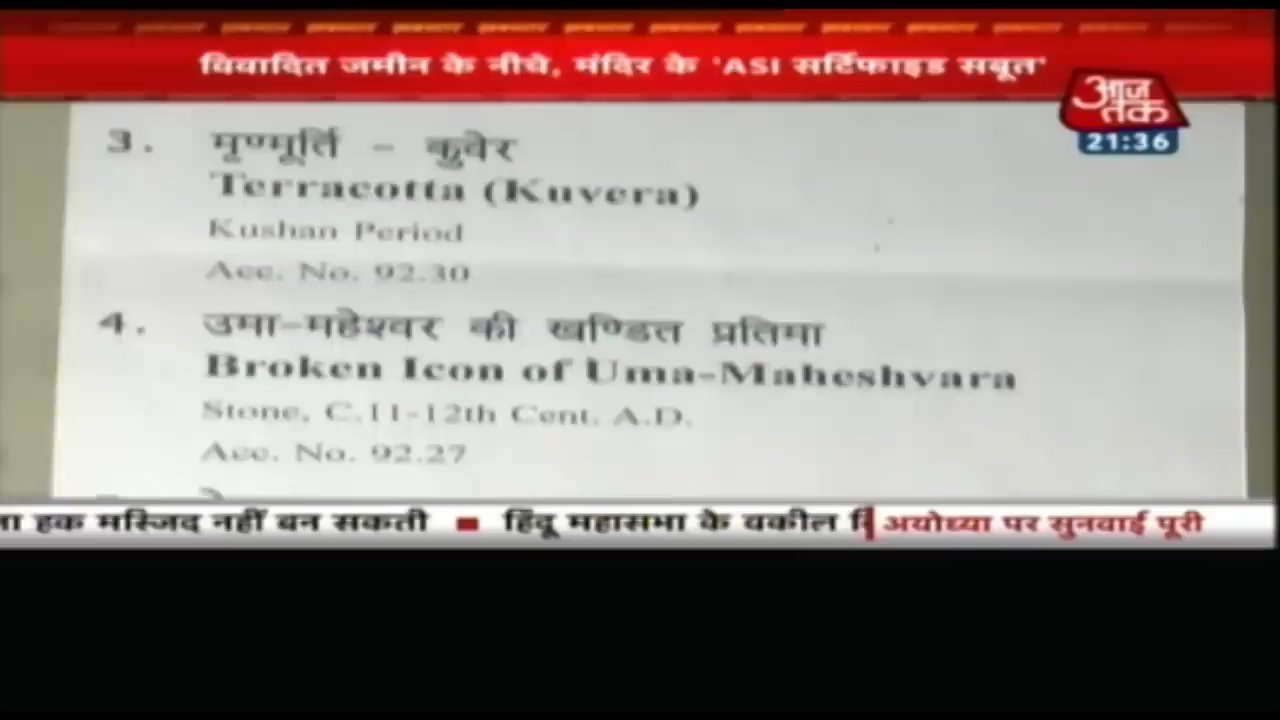 विवादित जमीन के नीचे, मंदिर के 'ASI सर्टिफाइड सबूत'
आज तक
21:36
3. मृण्मूर्ति - कुवेर
Terracotta (Kuvera)
Kushan Period
Acc. No. 92.30
4. उमा-महेश्वर की खण्डित प्रतिमा
Broken Icon of Uma-Maheshvara
Stone, C.11-12th Cent. A.D.
Acc. No. 92.27
हक मस्जिद नहीं बन सकती ■ हिंदू महासभा के वकील
अयोध्या पर सुनवाई पूरी